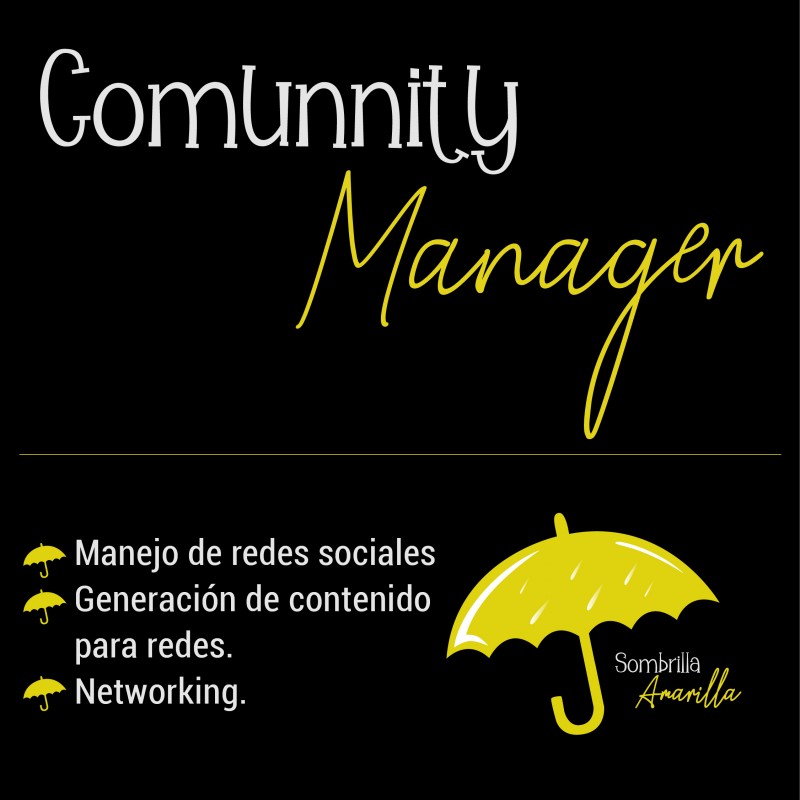 Comunnity
Manager
Manejo de redes sociales
Generación de contenido
para redes.
Networking.
Sombrilla
Amarilla